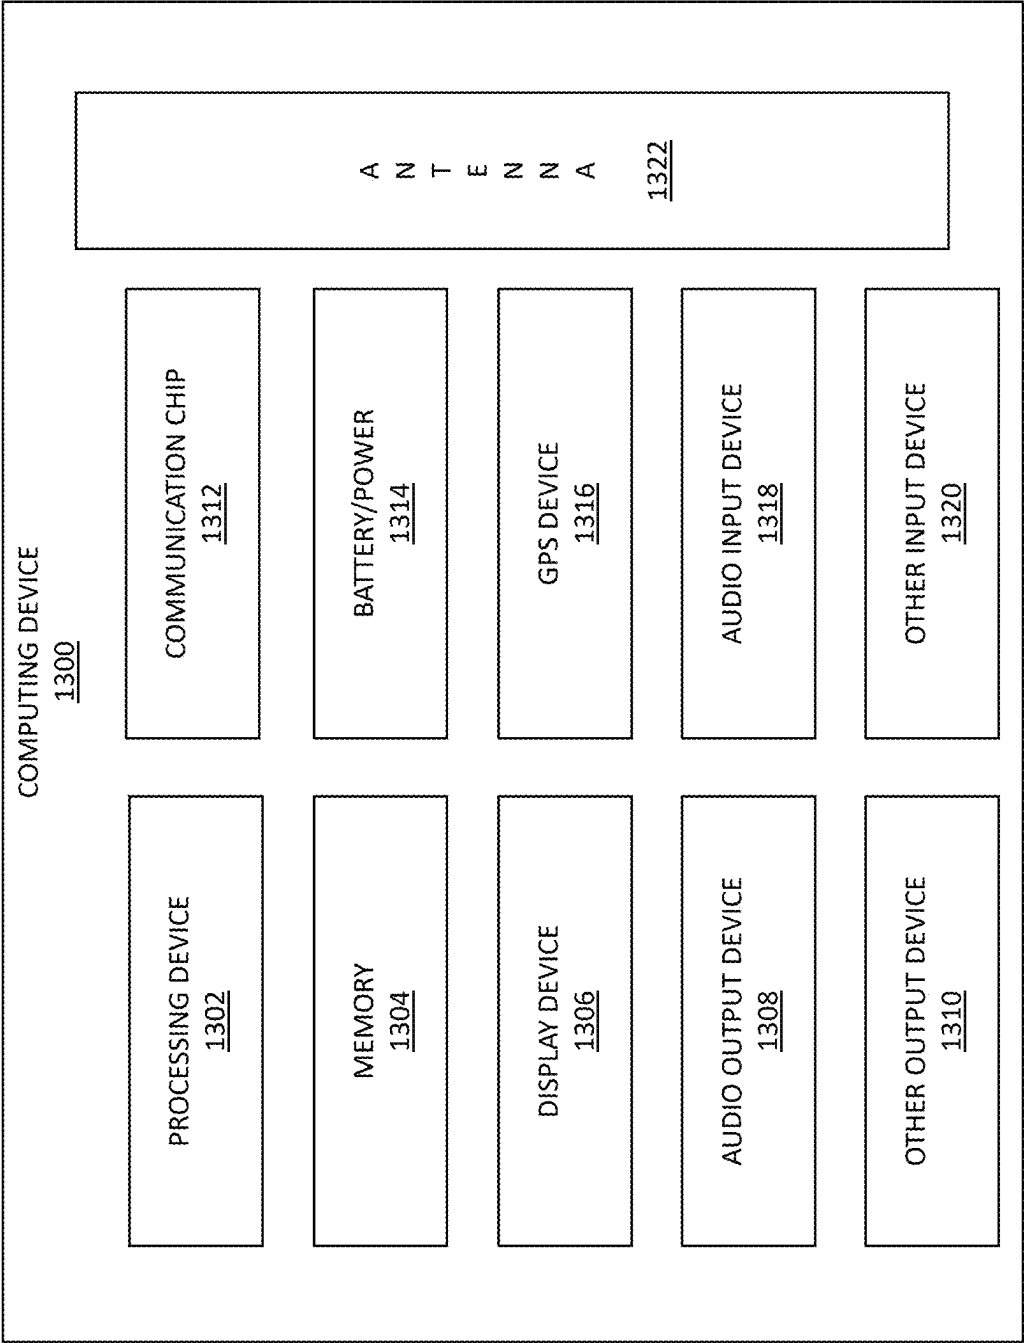 COMPUTING DEVICE
1300
PROCESSING DEVICE
1302
MEMORY
1304
DISPLAY DEVICE
1306
AUDIO OUTPUT DEVICE
1308
OTHER OUTPUT DEVICE
1310
COMMUNICATION CHIP
1312
BATTERY/POWER
1314
GPS DEVICE
1316
AUDIO INPUT DEVICE
1318
OTHER INPUT DEVICE
1320
A
N
T
E
N
N
A
1322